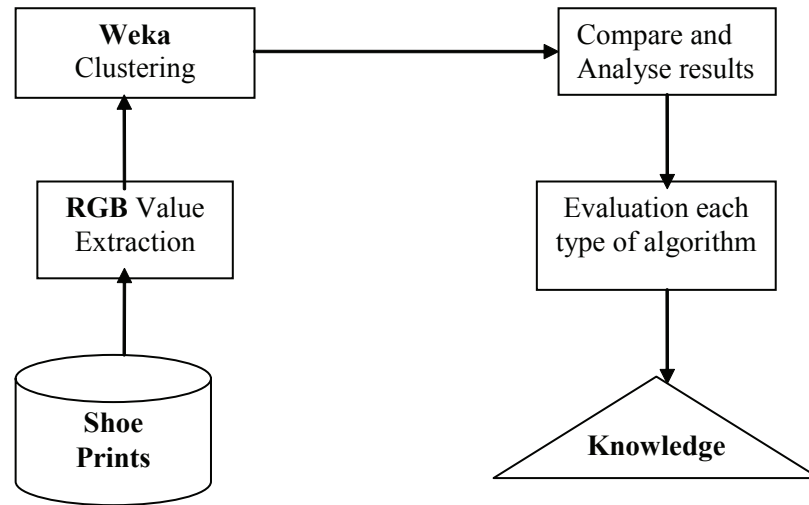 Weka
Clustering
Compare and
Analyse results
RGB Value
Extraction
Evaluation each
type of algorithm
Shoe
Prints
Knowledge